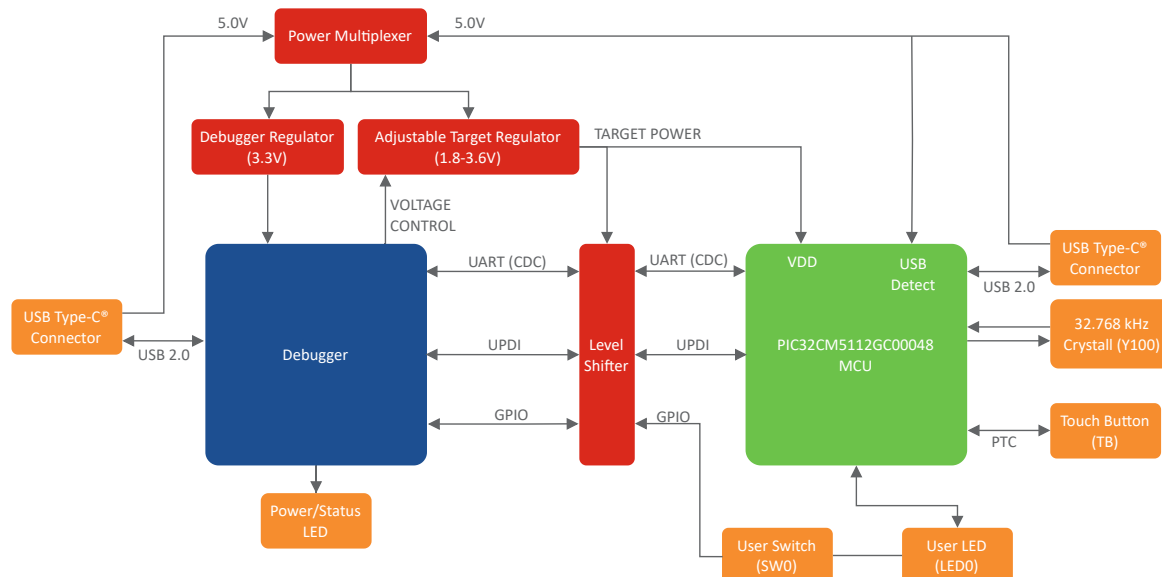 5.0V
Power Multiplexer
5.0V
Debugger Regulator
(3.3V)
Adjustable Target Regulator
(1.8-3.6V)
TARGET POWER
VOLTAGE
CONTROL
UART (CDC)
UART (CDC)
VDD
USB
Detect
USB Type-C®
Connector
USB 2.0
USB Type-C®
Connector
USB 2.0
Debugger
UPDI
Level
Shifter
UPDI
PIC32CM5112GC00048
MCU
32.768 kHz
Crystall (Y100)
GPIO
GPIO
PTC
Touch Button
(TB)
Power/Status
LED
User Switch
(SW0)
User LED
(LED0)